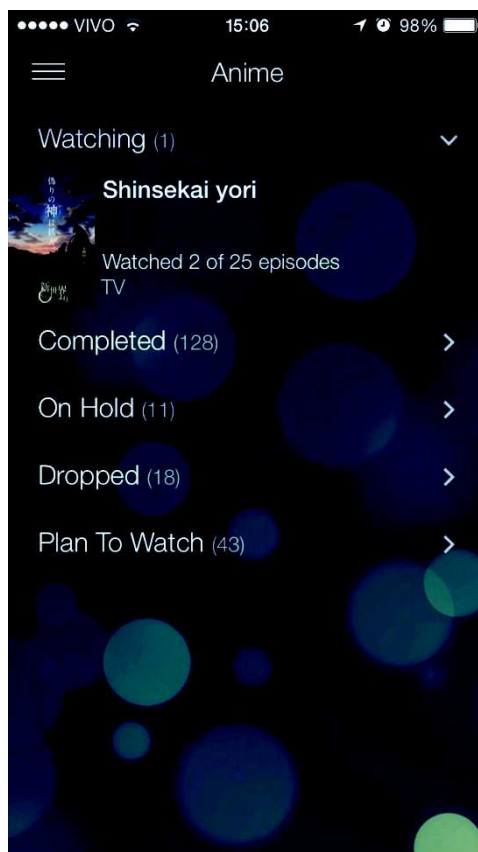 VIVO 15:06 98%
Anime
Watching (1)
Shinsekai yori
Watched 2 of 25 episodes
TV
Completed (128)
On Hold (11)
Dropped (18)
Plan To Watch (43)